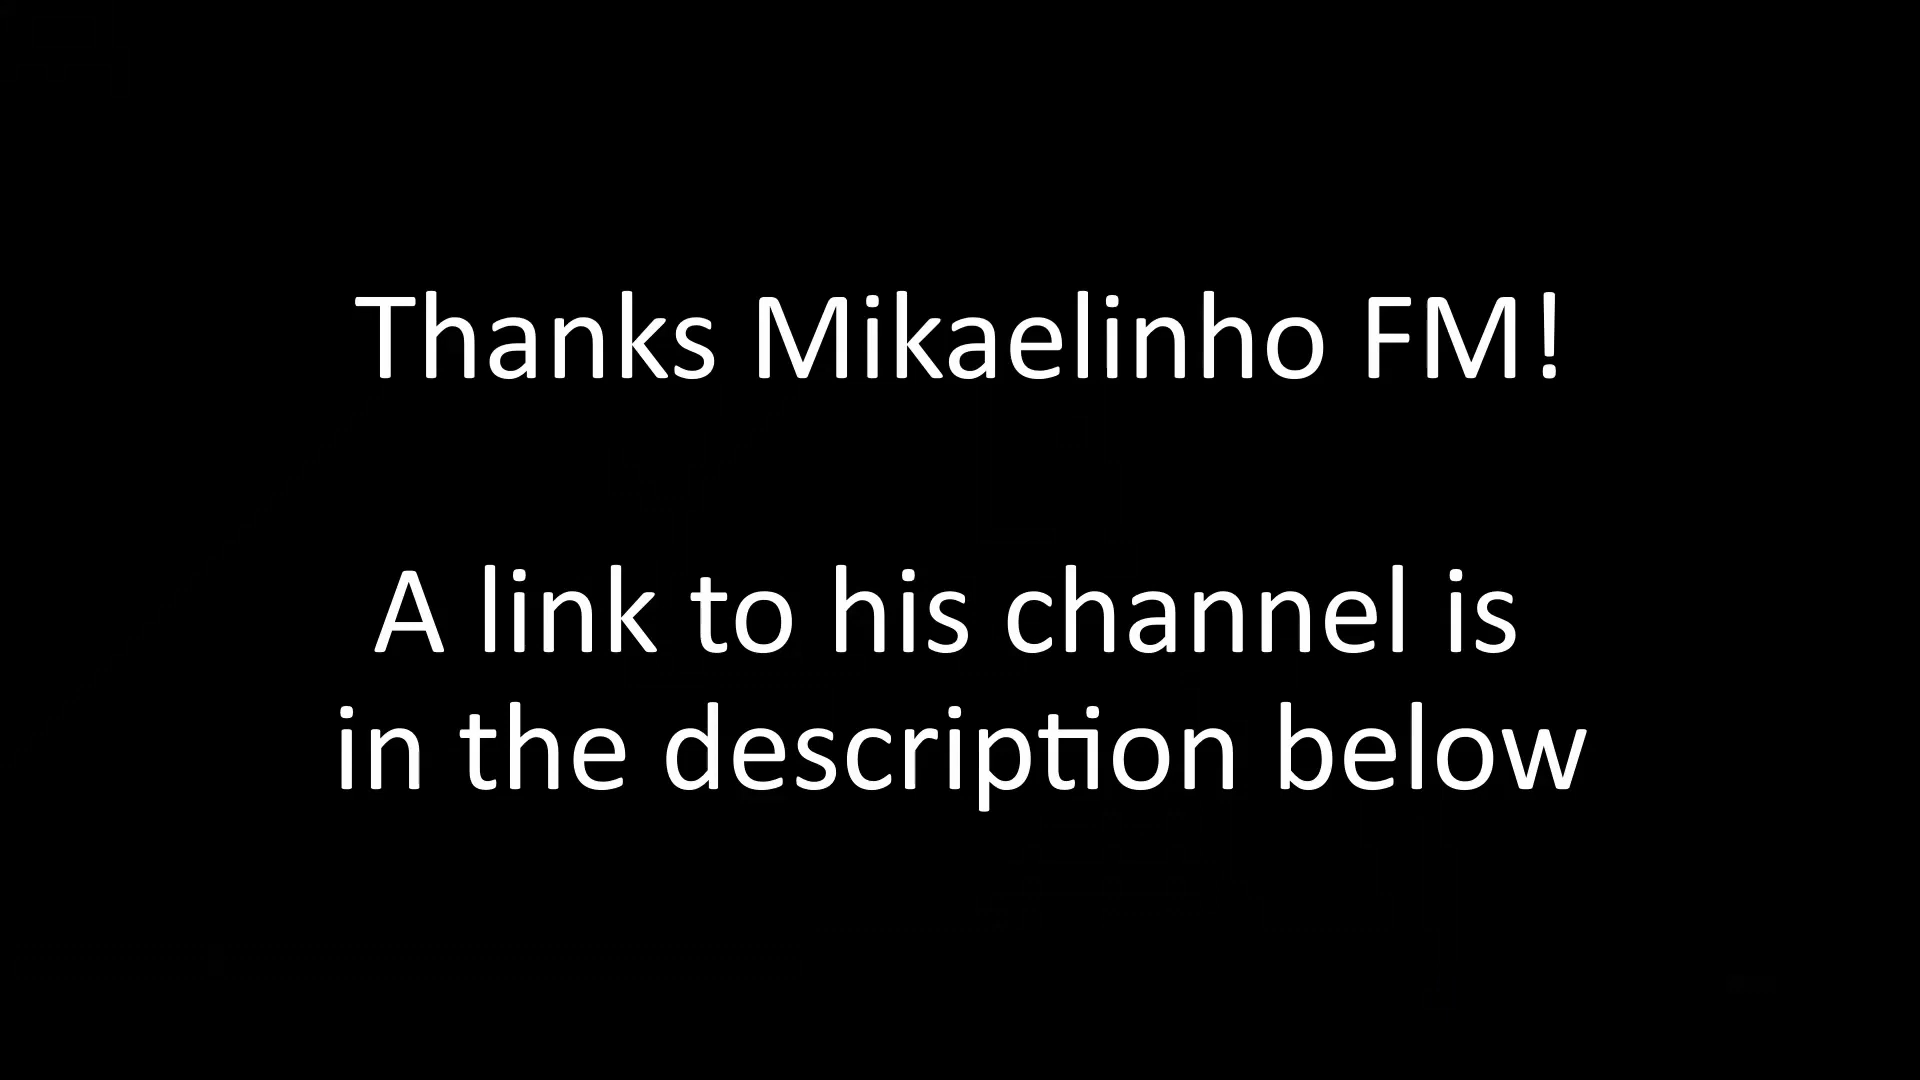 Thanks Mikaelinho FM!
A link to his channel is
in the description below